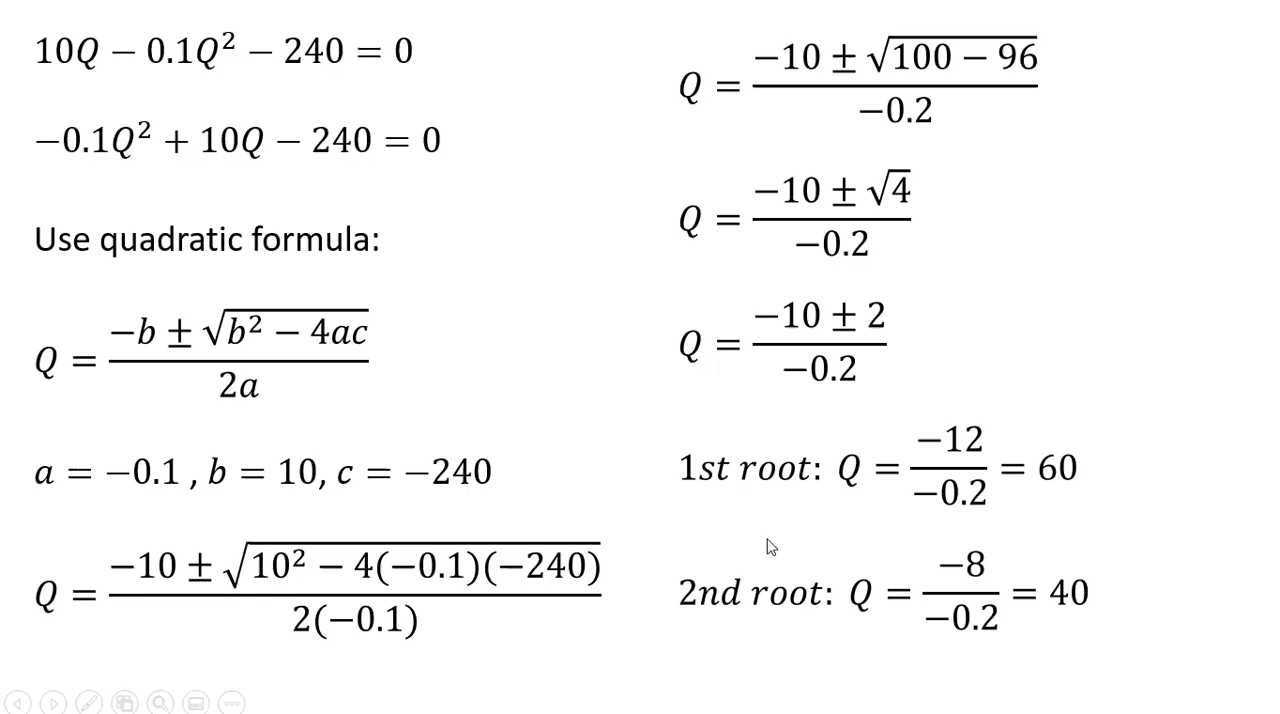 10Q − 0.1Q² − 240 = 0
−0.1Q² + 10Q − 240 = 0
Use quadratic formula:
Q = (−b ± √(b² − 4ac)) / 2a
a = −0.1 , b = 10, c = −240
Q = (−10 ± √(10² − 4(−0.1)(−240))) / 2(−0.1)
Q = (−10 ± √(100 − 96)) / −0.2
Q = (−10 ± √4) / −0.2
Q = (−10 ± 2) / −0.2
1st root: Q = −12 / −0.2 = 60
2nd root: Q = −8 / −0.2 = 40